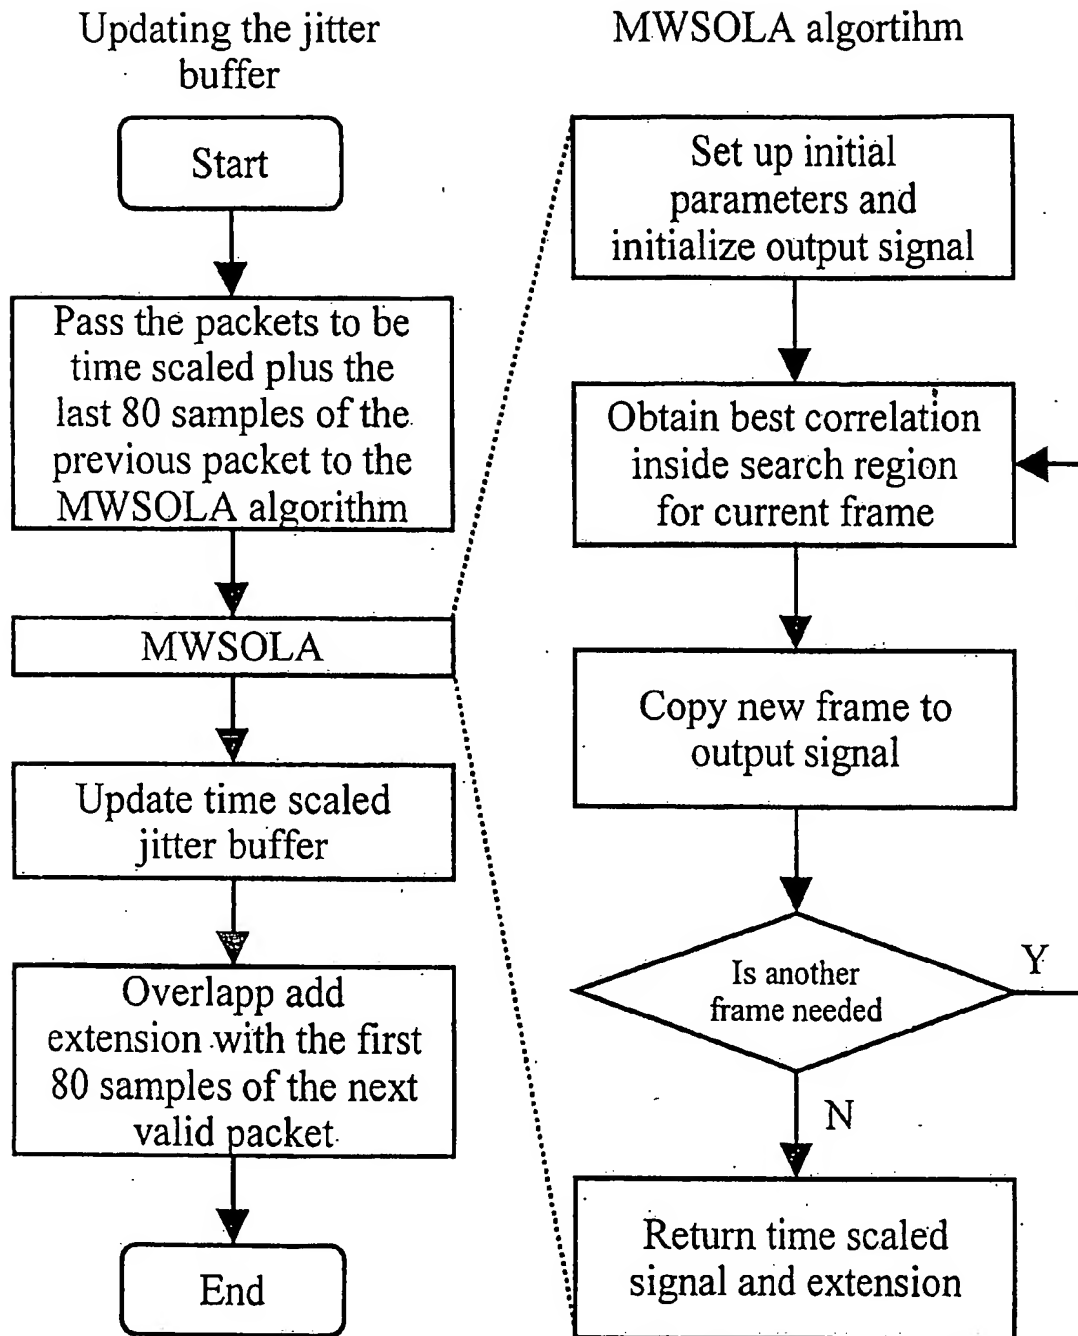 Updating the jitter
buffer
Start
Pass the packets to be
time scaled plus the
last 80 samples of the
previous packet to the
MWSOLA algorithm
MWSOLA
Update time scaled
jitter buffer
Overlapp add
extension with the first
80 samples of the next
valid packet
End
MWSOLA algortihm
Set up initial
parameters and
initialize output signal
Obtain best correlation
inside search region
for current frame
Copy new frame to
output signal
Is another
frame needed
Y
N
Return time scaled
signal and extension